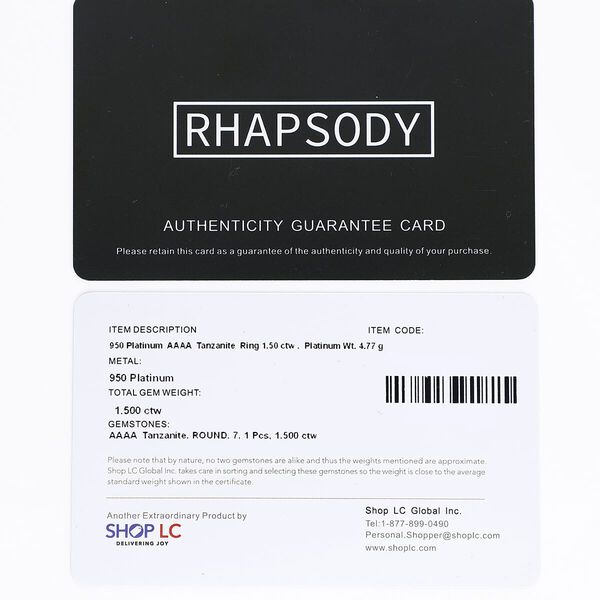 RHAPSODY
AUTHENTICITY GUARANTEE CARD
Please retain this card as a guarantee of the authenticity and quality of your purchase.
ITEM DESCRIPTION
ITEM CODE:
950 Platinum AAAA Tanzanite Ring 1.50 ctw , Platinum Wt. 4.77 g
METAL:
950 Platinum
TOTAL GEM WEIGHT:
1.500 ctw
GEMSTONES:
AAAA Tanzanite, ROUND, 7, 1 Pcs, 1.500 ctw
Please note that by nature, no two gemstones are alike and thus the weights mentioned are approximate.
Shop LC Global Inc. takes care in sorting and selecting these gemstones so the weight is close to the average
standard weight shown in the certificate.
Another Extraordinary Product by
SHOP LC
DELIVERING JOY
Shop LC Global Inc.
Tel:1-877-899-0490
Personal.Shopper@shoplc.com
www.shoplc.com